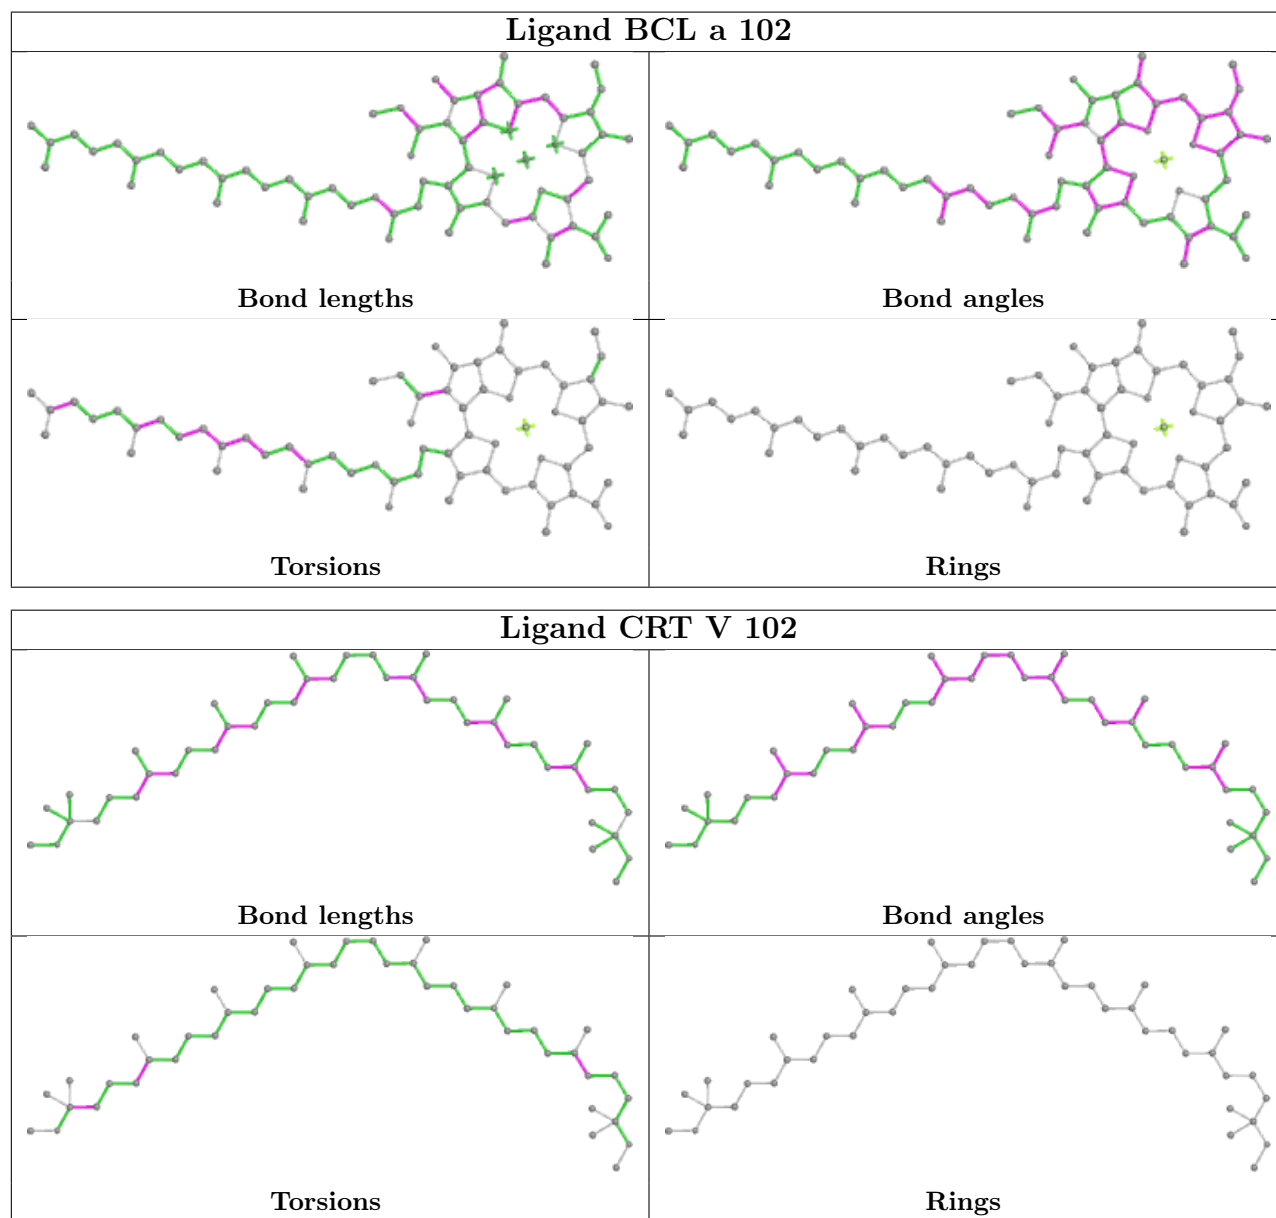 Ligand BCL a 102
Bond lengths
Bond angles
Torsions
Rings
Ligand CRT V 102
Bond lengths
Bond angles
Torsions
Rings